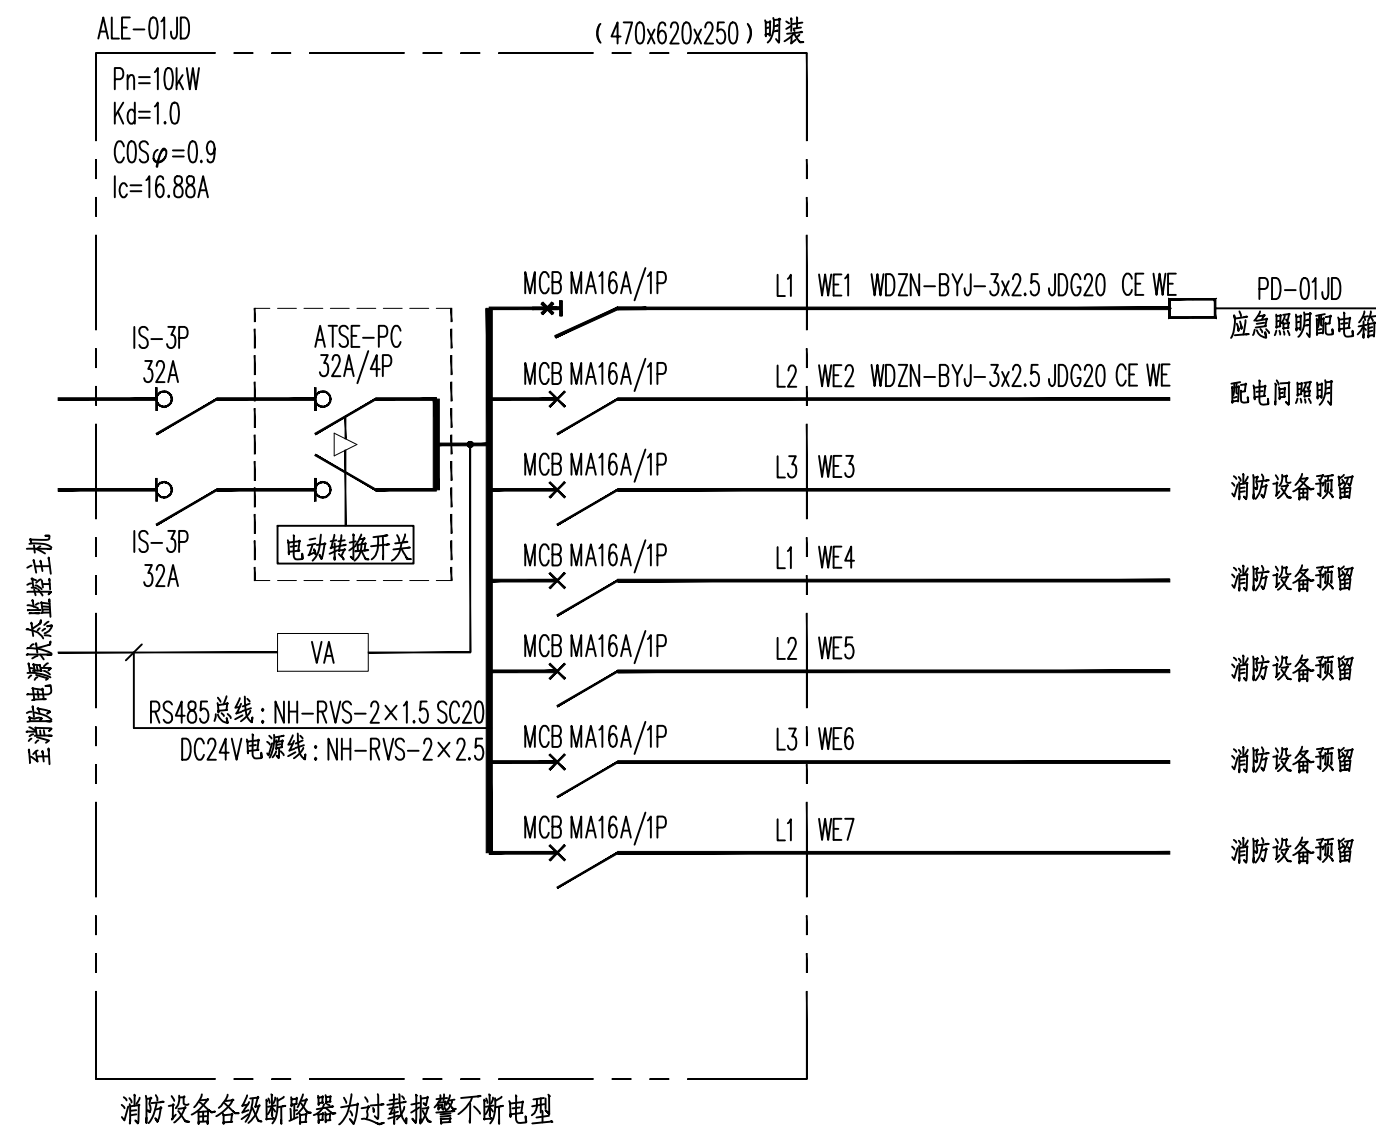 ALE-01JD
(470x620x250)明装
Pn=10kW
Kd=1.0
COSφ=0.9
Ic=16.88A
MCB MA16A/1P L1 WE1 WDZN-BYJ-3x2.5 JDG20 CE WE PD-01JD
应急照明配电箱
IS-3P
32A
ATSE-PC
32A/4P
MCB MA16A/1P L2 WE2 WDZN-BYJ-3x2.5 JDG20 CE WE 配电间照明
MCB MA16A/1P L3 WE3 消防设备预留
IS-3P
32A
电动转换开关
MCB MA16A/1P L1 WE4 消防设备预留
至消防电源状态监控主机
VA
MCB MA16A/1P L2 WE5 消防设备预留
RS485总线:NH-RVS-2×1.5 SC20
DC24V电源线:NH-RVS-2×2.5
MCB MA16A/1P L3 WE6 消防设备预留
MCB MA16A/1P L1 WE7 消防设备预留
消防设备各级断路器为过载报警不断电型